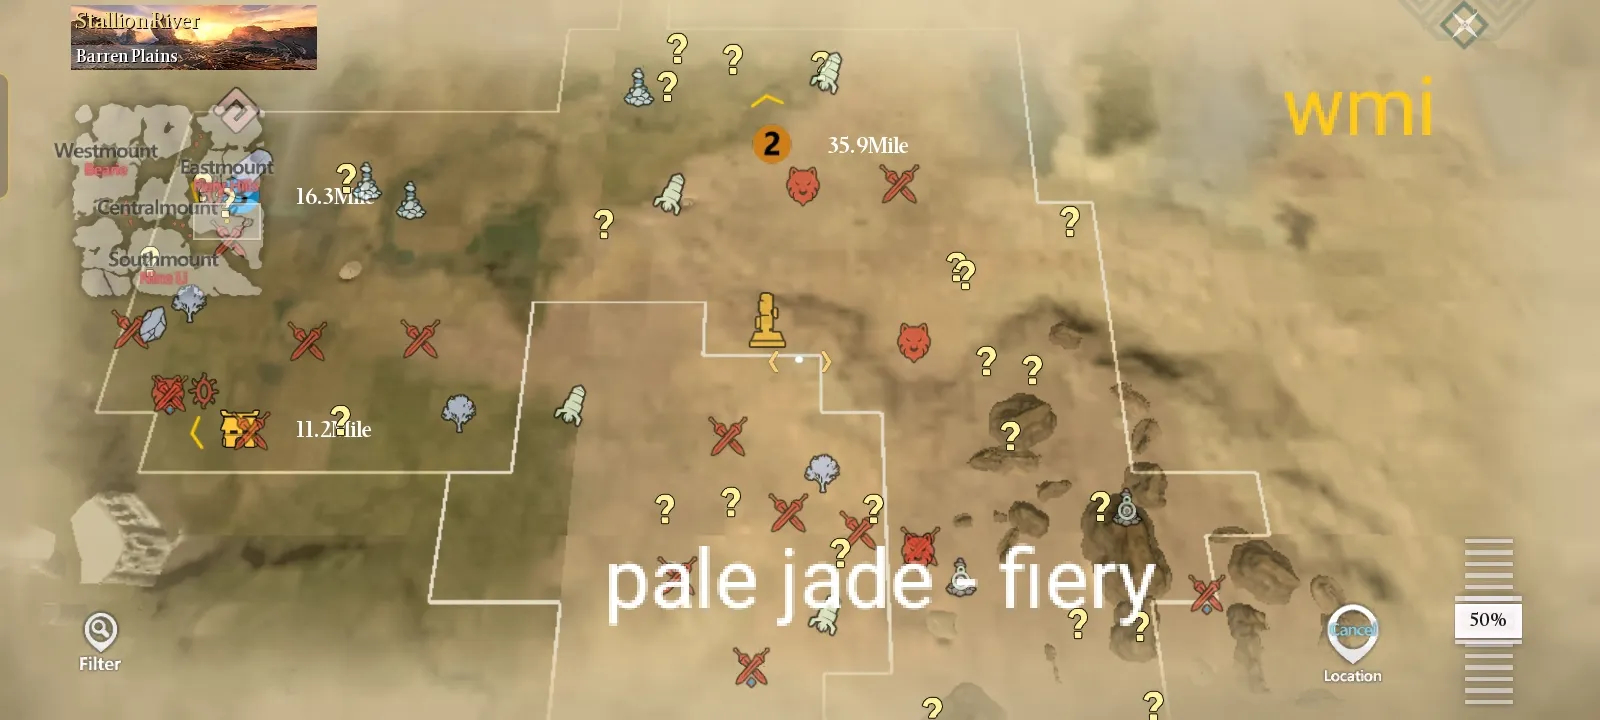 Stallion River
Barren Plains
wmi
2
35.9Mile
Westmount
Eastmount
16.3Mile
Centralmount
Southmount
11.2Mile
pale jade - fiery
Filter
Cancel
Location
50%